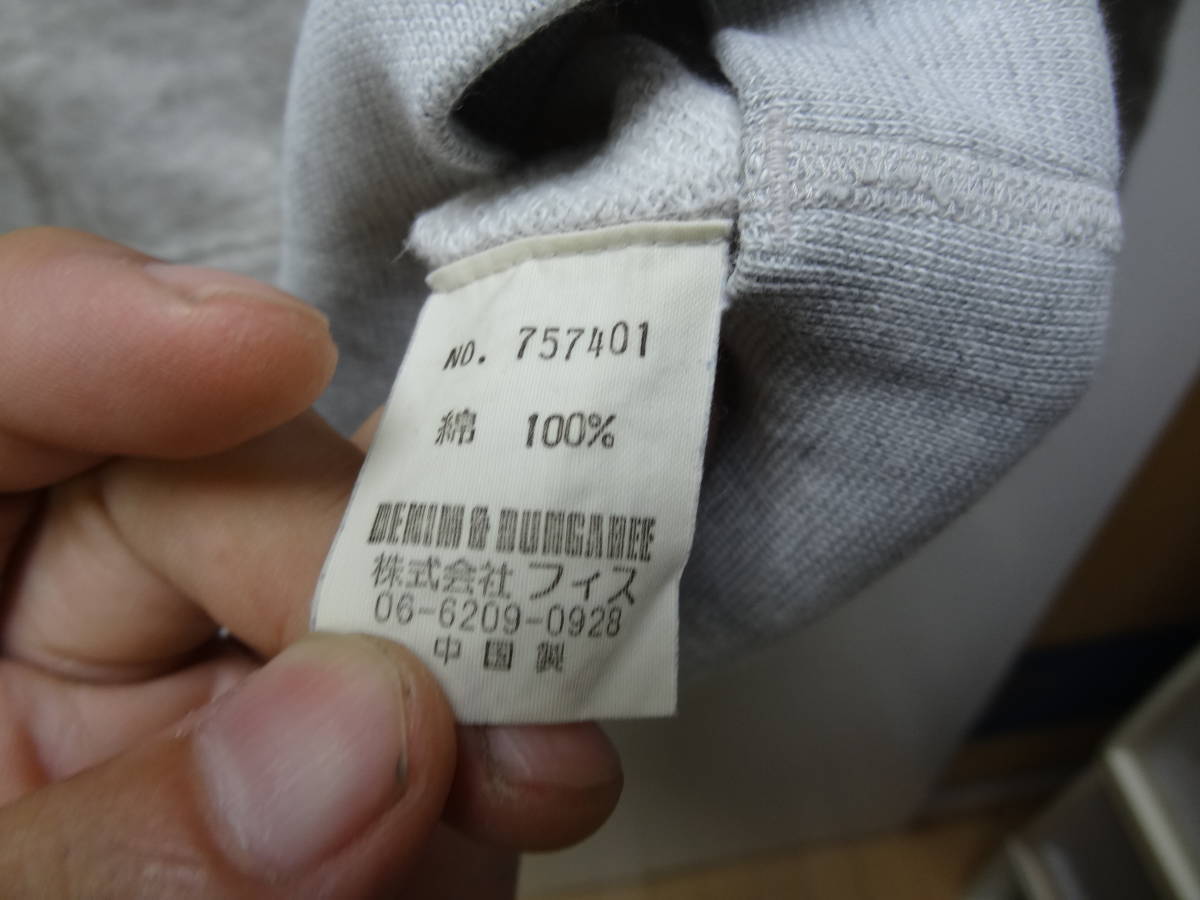 NO. 757401
綿 100%
DENIM & DUNGAREE
株式会社 フィス
06-6209-0928
中国製